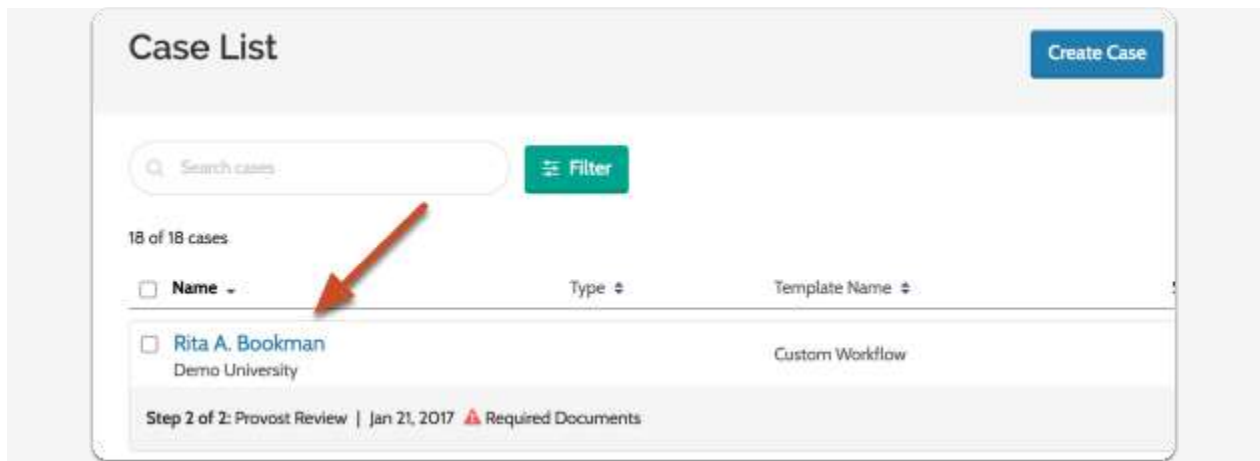 Case List
Create Case
Search cases
Filter
18 of 18 cases
Name Type Template Name
Rita A. Bookman
Demo University
Custom Workflow
Step 2 of 2: Provost Review | Jan 21, 2017 Required Documents